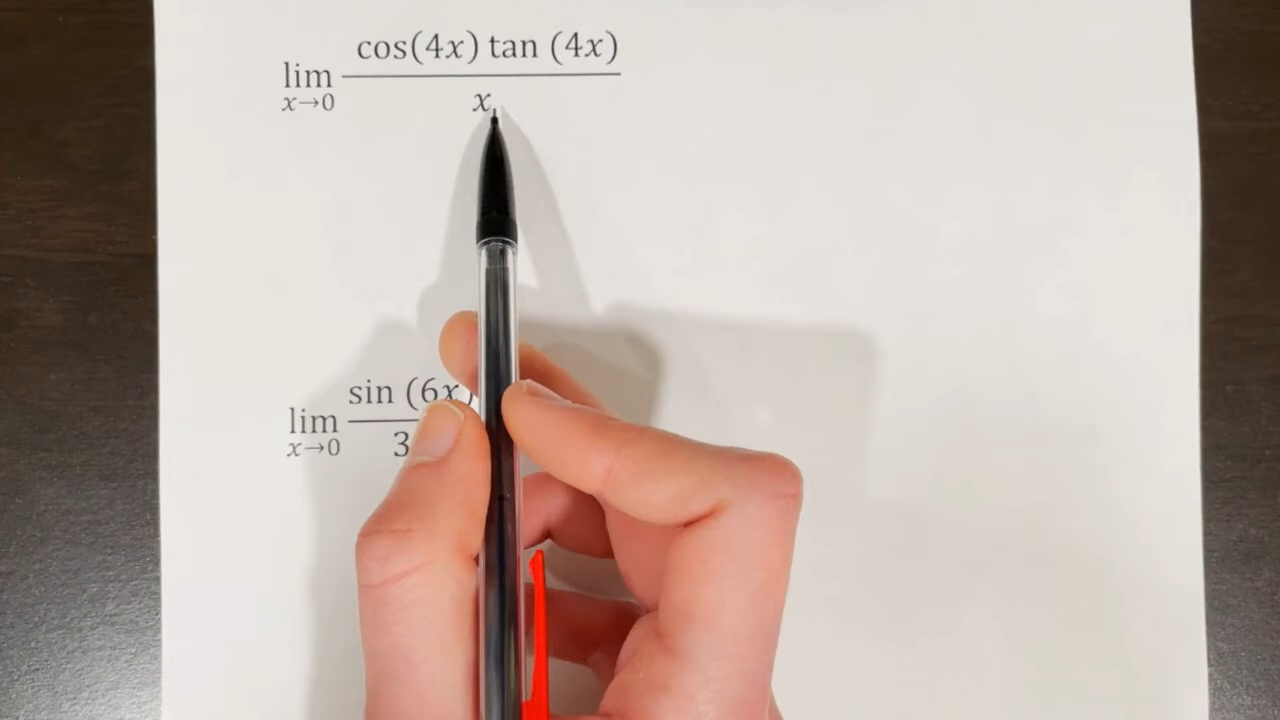 lim cos(4x) tan (4x)
x→0 x
lim sin (6x)
x→0 3